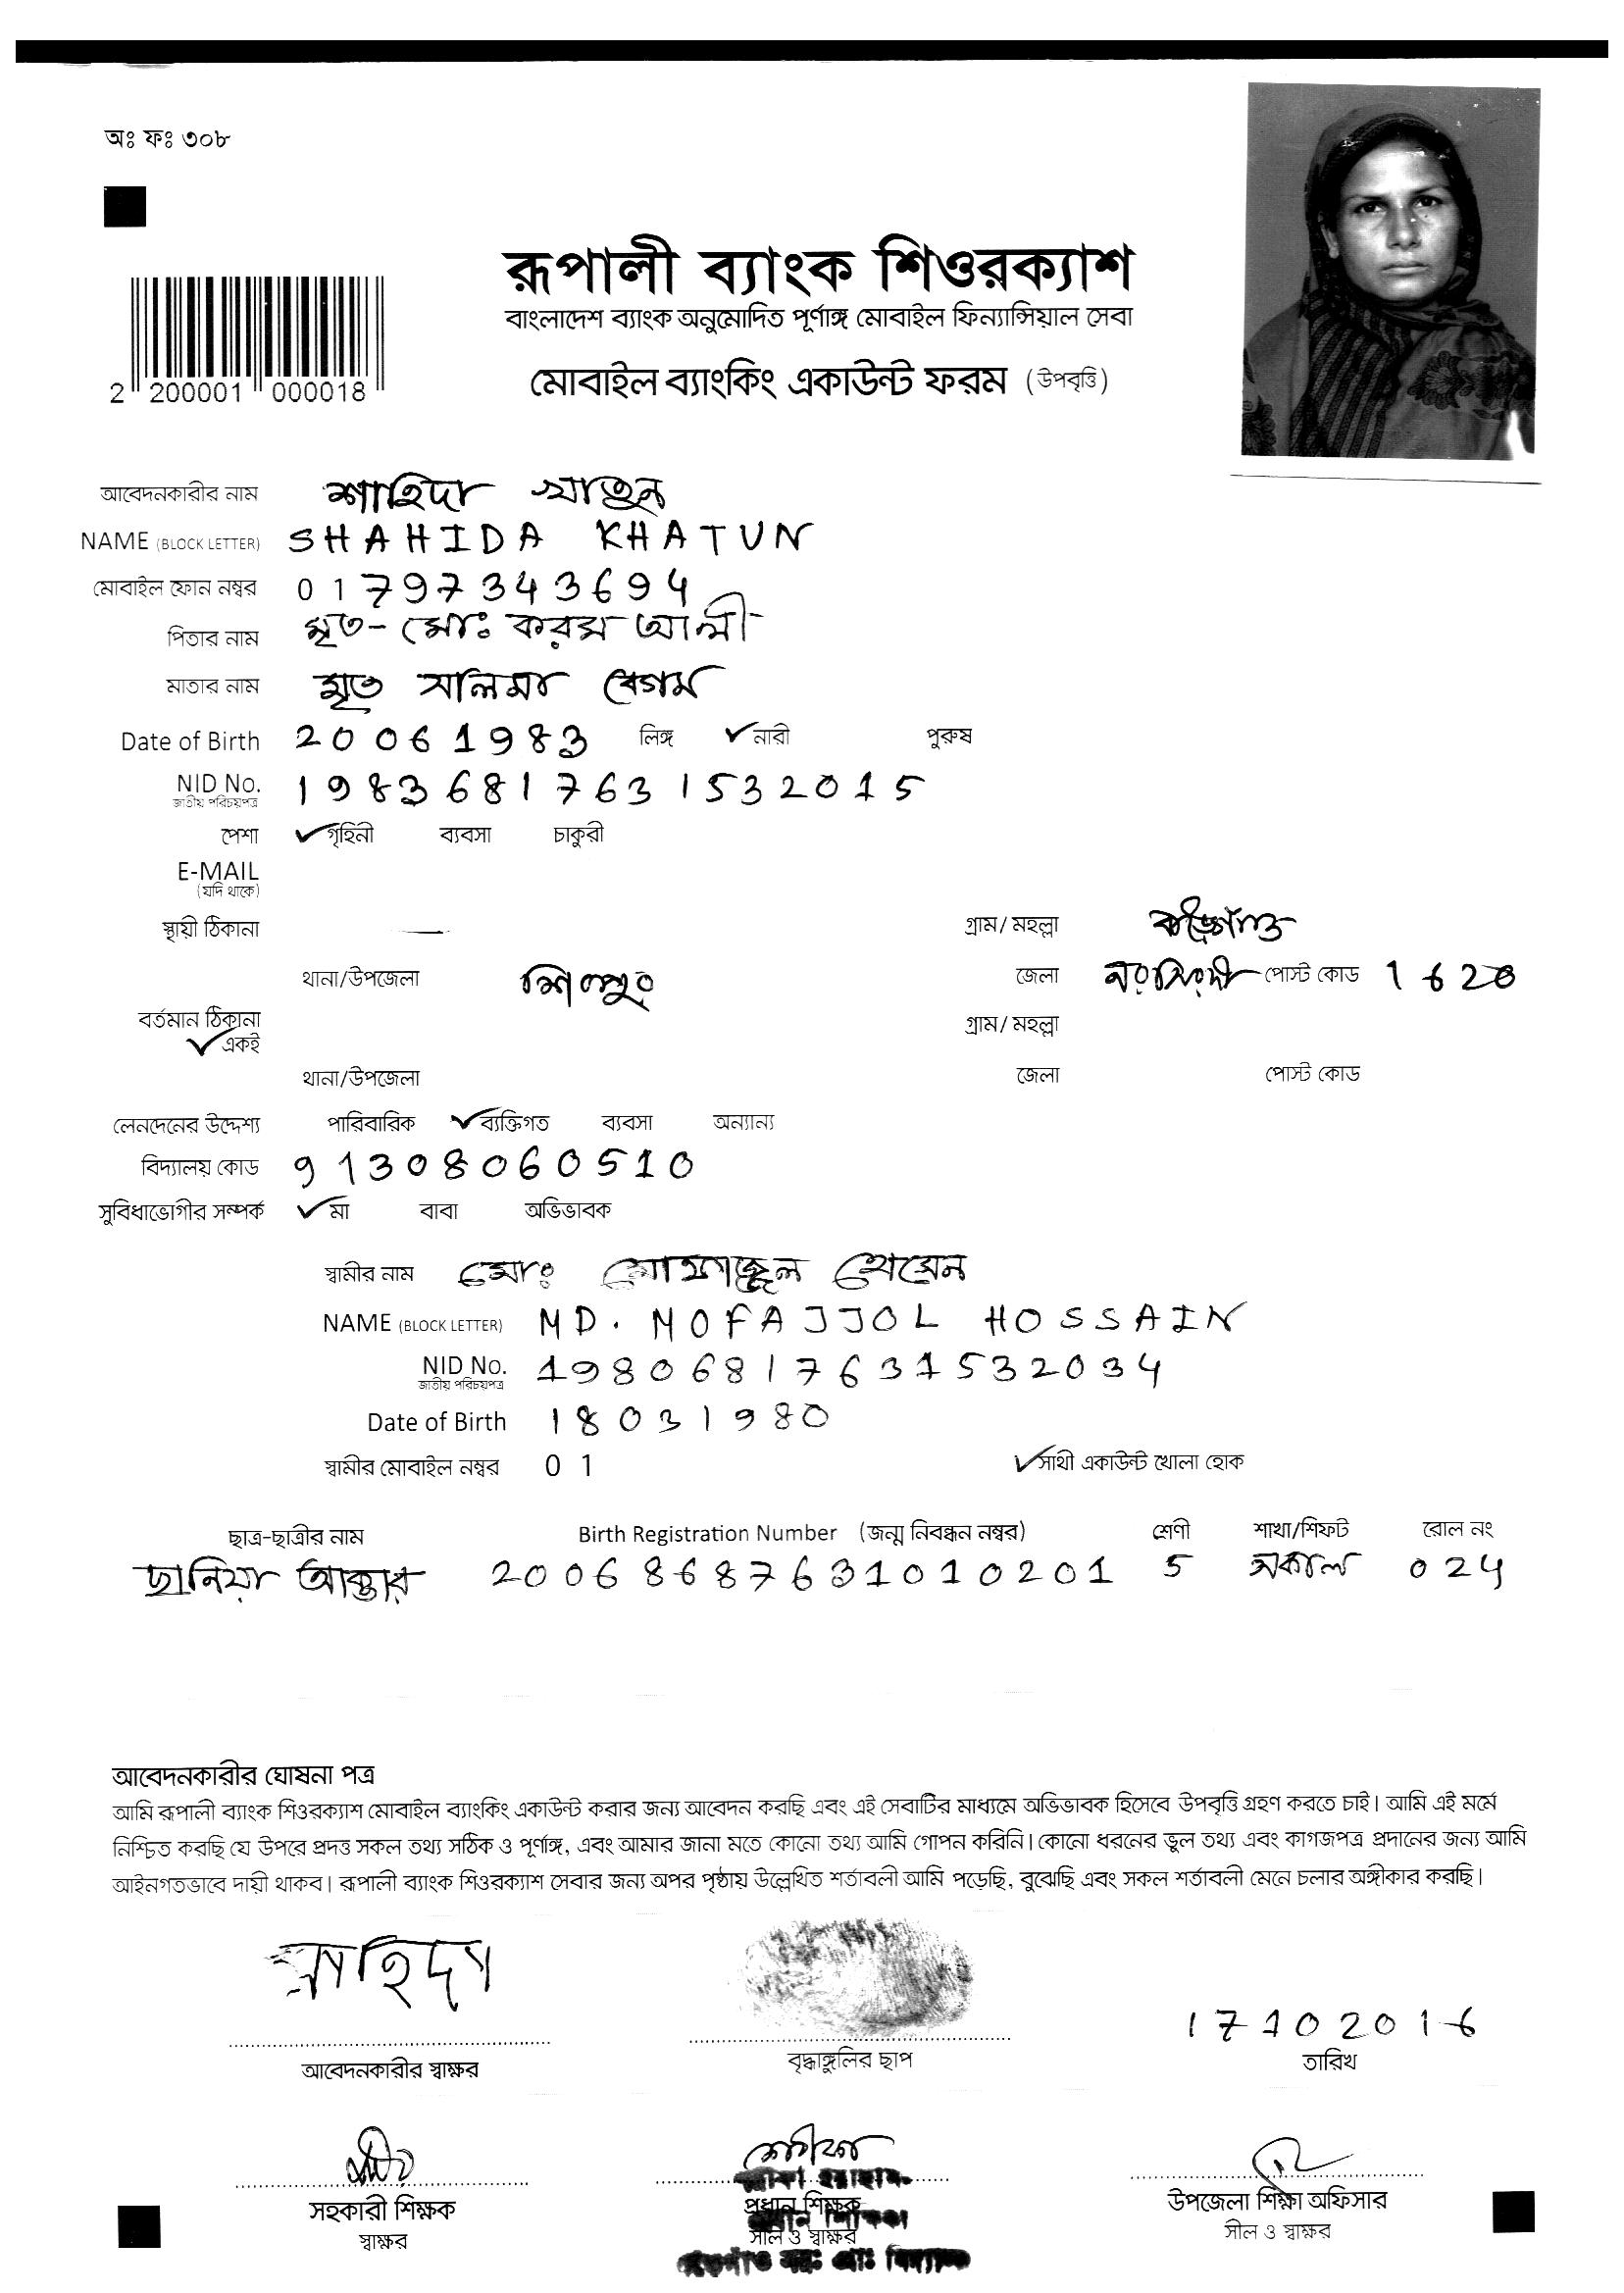 অঃ ফঃ ৩০৮
রূপালী ব্যাংক শিওরক্যাশ
বাংলাদেশ ব্যাংক অনুমোদিত পূর্ণাঙ্গ মোবাইল ফিন্যান্সিয়াল সেবা
মোবাইল ব্যাংকিং একাউন্ট ফরম (উপবৃত্তি)
2 200001 000018
আবেদনকারীর নাম শাহিদা খাতুন
NAME (BLOCK LETTER) SHAHIDA KHATUN
মোবাইল ফোন নম্বর 01797343694
পিতার নাম মৃত- মোঃ করম আলী
মাতার নাম মৃত সলিমা বেগম
Date of Birth 20061983 লিঙ্গ ✓নারী পুরুষ
NID No. 19836817631532015
জাতীয় পরিচয়পত্র
পেশা ✓গৃহিনী ব্যবসা চাকুরী
E-MAIL
(যদি থাকে)
স্থায়ী ঠিকানা গ্রাম/ মহল্লা
থানা/উপজেলা শিবপুর জেলা নরসিংদী পোস্ট কোড 1620
বর্তমান ঠিকানা গ্রাম/ মহল্লা
✓একই
থানা/উপজেলা জেলা পোস্ট কোড
লেনদেনের উদ্দেশ্য পারিবারিক ✓ব্যক্তিগত ব্যবসা অন্যান্য
বিদ্যালয় কোড 91308060510
সুবিধাভোগীর সম্পর্ক ✓মা বাবা অভিভাবক
স্বামীর নাম মোঃ মোফাজ্জল হোসেন
NAME (BLOCK LETTER) MD. MOFAJJOL HOSSAIN
NID No. 19806817631532034
জাতীয় পরিচয়পত্র
Date of Birth 18031980
স্বামীর মোবাইল নম্বর 01 ✓সাথী একাউন্ট খোলা হোক
ছাত্র-ছাত্রীর নাম Birth Registration Number (জন্ম নিবন্ধন নম্বর) শ্রেণী শাখা/শিফট রোল নং
ছানিয়া আক্তার 20068687631010201 5 সকাল 024
আবেদনকারীর ঘোষনা পত্র
আমি রূপালী ব্যাংক শিওরক্যাশ মোবাইল ব্যাংকিং একাউন্ট করার জন্য আবেদন করছি এবং এই সেবাটির মাধ্যমে অভিভাবক হিসেবে উপবৃত্তি গ্রহণ করতে চাই। আমি এই মর্মে
নিশ্চিত করছি যে উপরে প্রদত্ত সকল তথ্য সঠিক ও পূর্ণাঙ্গ, এবং আমার জানা মতে কোনো তথ্য আমি গোপন করিনি। কোনো ধরনের ভুল তথ্য এবং কাগজপত্র প্রদানের জন্য আমি
আইনগতভাবে দায়ী থাকব। রূপালী ব্যাংক শিওরক্যাশ সেবার জন্য অপর পৃষ্ঠায় উল্লেখিত শর্তাবলী আমি পড়েছি, বুঝেছি এবং সকল শর্তাবলী মেনে চলার অঙ্গীকার করছি।
শাহিদা
17102016
আবেদনকারীর স্বাক্ষর বৃদ্ধাঙ্গুলির ছাপ তারিখ
সহকারী শিক্ষক প্রধান শিক্ষক উপজেলা শিক্ষা অফিসার
স্বাক্ষর সীল ও স্বাক্ষর সীল ও স্বাক্ষর